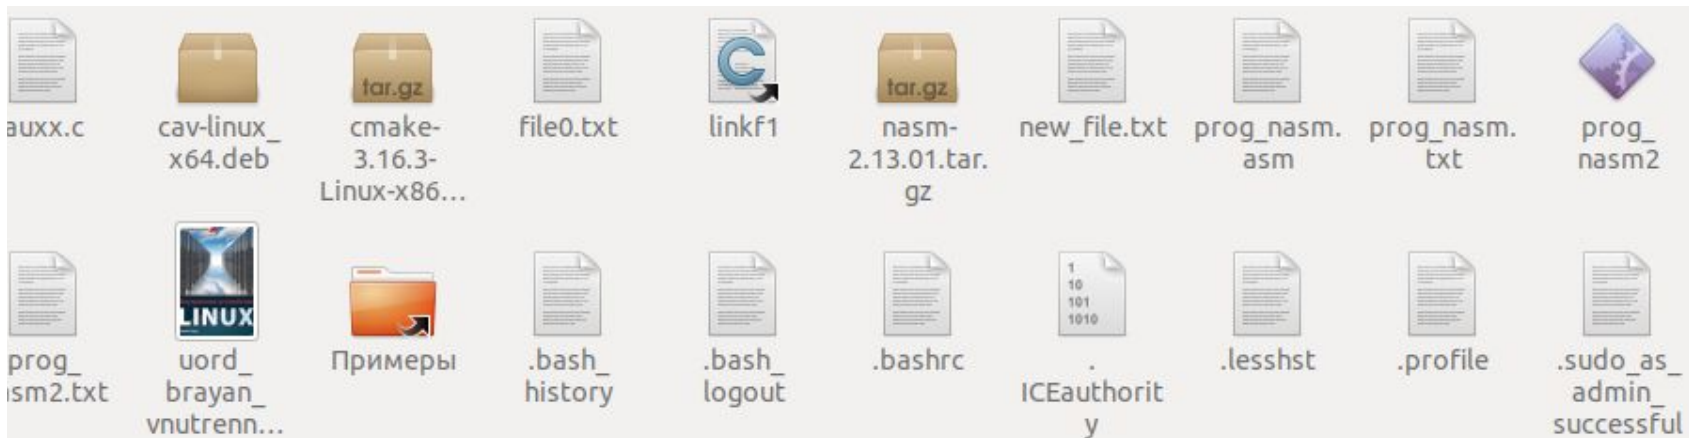 auxx.c
cav-linux_
x64.deb
tar.gz
cmake-
3.16.3-
Linux-x86...
file0.txt
C
linkf1
tar.gz
nasm-
2.13.01.tar.
gz
new_file.txt
prog_nasm.
asm
prog_nasm.
txt
prog_
nasm2
prog_
asm2.txt
LINUX
uord_
brayan_
vnutrenn...
Примеры
.bash_
history
.bash_
logout
.bashrc
1
10
101
1010
.
ICEauthorit
y
.lesshst
.profile
.sudo_as_
admin_
successful